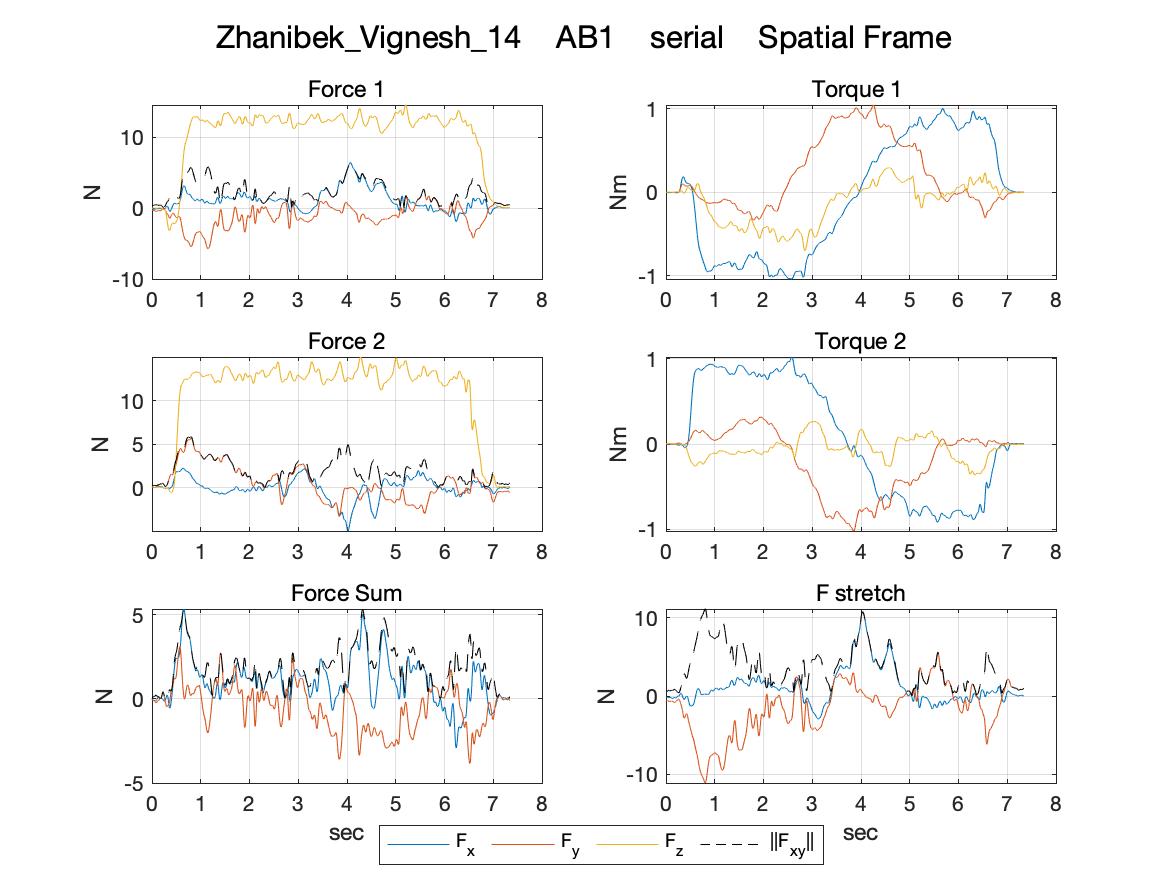 Zhanibek_Vignesh_14 AB1 serial Spatial Frame
Force 1
N
10
0
-10
0 1 2 3 4 5 6 7 8
Torque 1
Nm
1
0
-1
0 1 2 3 4 5 6 7 8
Force 2
N
10
5
0
0 1 2 3 4 5 6 7 8
Torque 2
Nm
1
0
-1
0 1 2 3 4 5 6 7 8
Force Sum
N
5
0
-5
0 1 2 3 4 5 6 7 8
sec
F stretch
N
10
0
-10
0 1 2 3 4 5 6 7 8
sec
F_x F_y F_z ||F_xy||